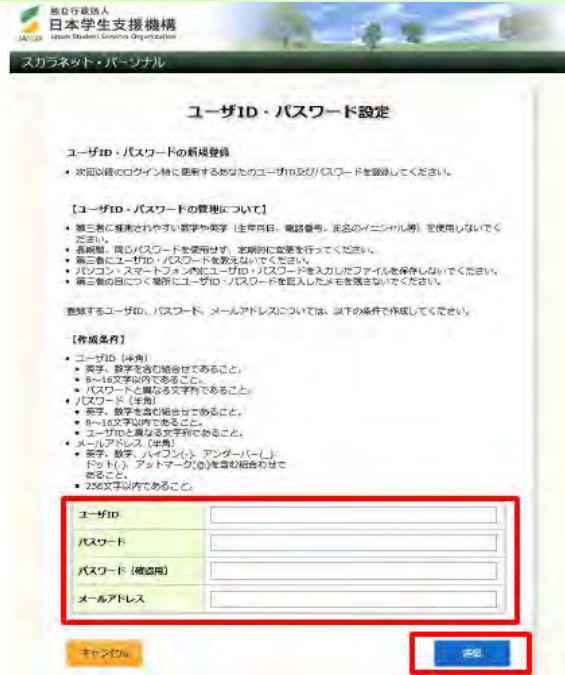 独立行政法人
日本学生支援機構
JASSO Japan Student Services Organization
スカラネット・パーソナル
ユーザID・パスワード設定
ユーザID・パスワードの新規登録
• 次回以降のログイン時に使用するあなたのユーザID及びパスワードを登録してください。
【ユーザID・パスワードの管理について】
• 第三者に推測されやすい数字や英字（生年月日、電話番号、氏名のイニシャル等）を使用しないでく
ださい。
• 長期間、同じパスワードを使用せず、定期的に変更を行ってください。
• 第三者にユーザID・パスワードを教えないでください。
• パソコン・スマートフォン内にユーザID・パスワードを入力したファイルを保存しないでください。
• 第三者の目につく場所にユーザID・パスワードを記入したメモを残さないでください。
登録するユーザID、パスワード、メールアドレスについては、以下の条件で作成してください。
【作成条件】
• ユーザID（半角）
• 英字、数字を含む組合せであること。
• 8～16文字以内であること。
• パスワードと異なる文字列であること。
• パスワード（半角）
• 英字、数字を含む組合せであること。
• 8～16文字以内であること。
• ユーザIDと異なる文字列であること。
• メールアドレス（半角）
• 英字、数字、ハイフン(-)、アンダーバー(_)、
ドット(.)、アットマーク(@)を含む組合わせで
あること。
• 256文字以内であること。
ユーザID
パスワード
パスワード（確認用）
メールアドレス
キャンセル
送信